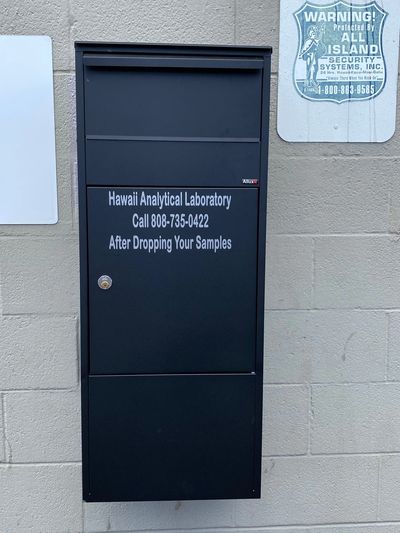 WARNING!
Protected By
ALL
ISLAND
SECURITY
SYSTEMS, INC.
1-800-883-8585
Allux
Hawaii Analytical Laboratory
Call 808-735-0422
After Dropping Your Samples